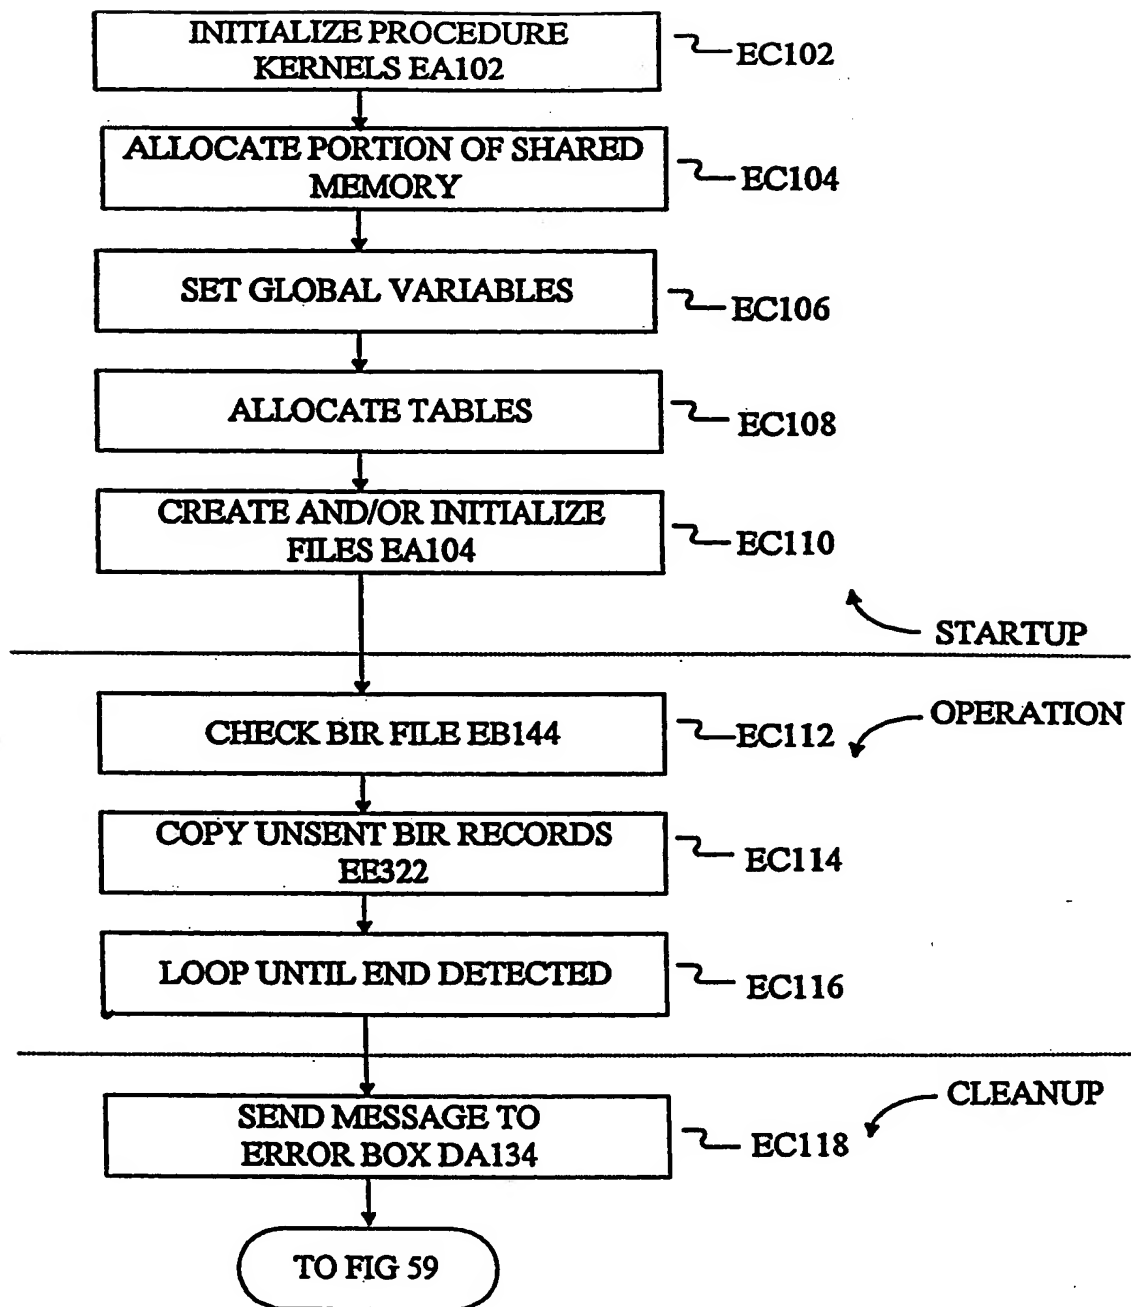 INITIALIZE PROCEDURE
KERNELS EA102
EC102
ALLOCATE PORTION OF SHARED
MEMORY
EC104
SET GLOBAL VARIABLES
EC106
ALLOCATE TABLES
EC108
CREATE AND/OR INITIALIZE
FILES EA104
EC110
STARTUP
OPERATION
CHECK BIR FILE EB144
EC112
COPY UNSENT BIR RECORDS
EE322
EC114
LOOP UNTIL END DETECTED
EC116
CLEANUP
SEND MESSAGE TO
ERROR BOX DA134
EC118
TO FIG 59